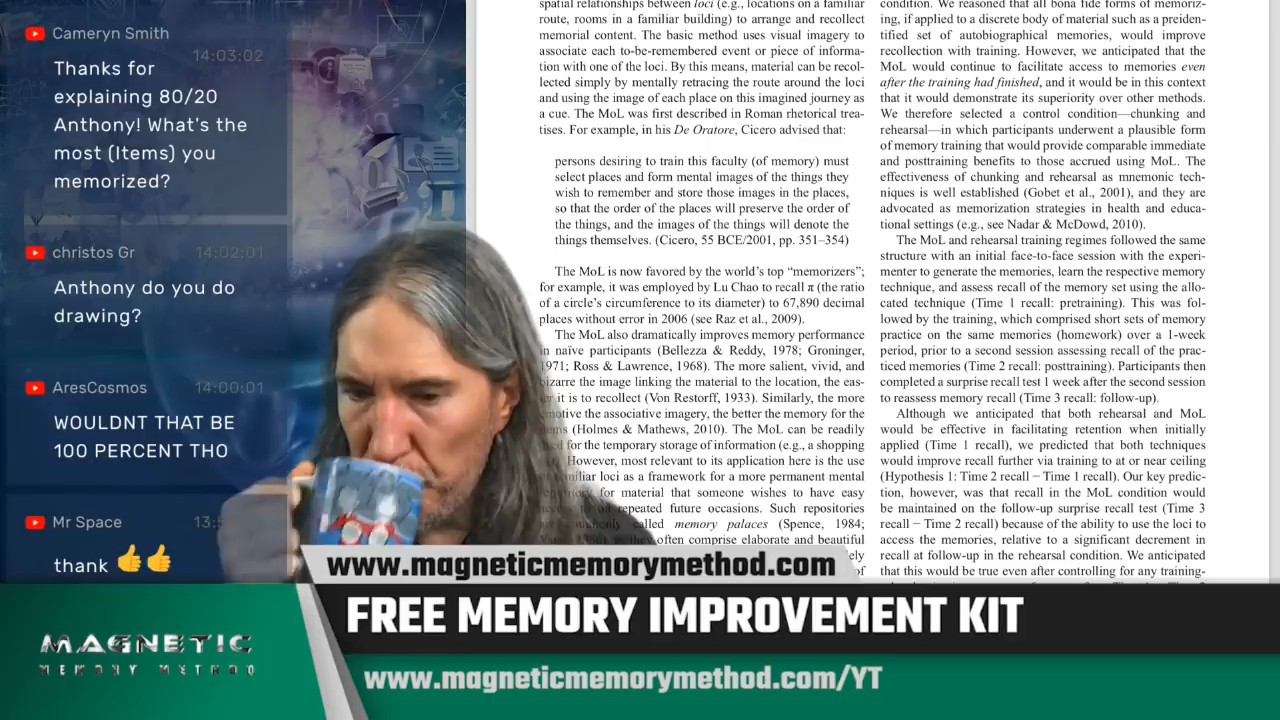 Cameryn Smith
14:03:02
Thanks for
explaining 80/20
Anthony! What's the
most (Items) you
memorized?
christos Gr
14:02:01
Anthony do you do
drawing?
AresCosmos
14:00:01
WOULDNT THAT BE
100 PERCENT THO
Mr Space
13:5
thank 👍👍
spatial relationships between loci (e.g., locations on a familiar
route, rooms in a familiar building) to arrange and recollect
memorial content. The basic method uses visual imagery to
associate each to-be-remembered event or piece of informa-
tion with one of the loci. By this means, material can be recol-
lected simply by mentally retracing the route around the loci
and using the image of each place on this imagined journey as
a cue. The MoL was first described in Roman rhetorical trea-
tises. For example, in his De Oratore, Cicero advised that:
persons desiring to train this faculty (of memory) must
select places and form mental images of the things they
wish to remember and store those images in the places,
so that the order of the places will preserve the order of
the things, and the images of the things will denote the
things themselves. (Cicero, 55 BCE/2001, pp. 351–354)
The MoL is now favored by the world's top “memorizers”;
for example, it was employed by Lu Chao to recall π (the ratio
of a circle's circumference to its diameter) to 67,890 decimal
places without error in 2006 (see Raz et al., 2009).
The MoL also dramatically improves memory performance
in naïve participants (Bellezza & Reddy, 1978; Groninger,
1971; Ross & Lawrence, 1968). The more salient, vivid, and
bizarre the image linking the material to the location, the eas-
it is to recollect (Von Restorff, 1933). Similarly, the more
emotive the associative imagery, the better the memory for the
(Holmes & Mathews, 2010). The MoL can be readily
for the temporary storage of information (e.g., a shopping
However, most relevant to its application here is the use
familiar loci as a framework for a more permanent mental
for material that someone wishes to have easy
repeated future occasions. Such repositories
commonly called memory palaces (Spence, 1984;
they often comprise elaborate and beautiful
of
condition. We reasoned that all bona fide forms of memoriz-
ing, if applied to a discrete body of material such as a preiden-
tified set of autobiographical memories, would improve
recollection with training. However, we anticipated that the
MoL would continue to facilitate access to memories even
after the training had finished, and it would be in this context
that it would demonstrate its superiority over other methods.
We therefore selected a control condition—chunking and
rehearsal—in which participants underwent a plausible form
of memory training that would provide comparable immediate
and posttraining benefits to those accrued using MoL. The
effectiveness of chunking and rehearsal as mnemonic tech-
niques is well established (Gobet et al., 2001), and they are
advocated as memorization strategies in health and educa-
tional settings (e.g., see Nadar & McDowd, 2010).
The MoL and rehearsal training regimes followed the same
structure with an initial face-to-face session with the experi-
menter to generate the memories, learn the respective memory
technique, and assess recall of the memory set using the allo-
cated technique (Time 1 recall: pretraining). This was fol-
lowed by the training, which comprised short sets of memory
practice on the same memories (homework) over a 1-week
period, prior to a second session assessing recall of the prac-
ticed memories (Time 2 recall: posttraining). Participants then
completed a surprise recall test 1 week after the second session
to reassess memory recall (Time 3 recall: follow-up).
Although we anticipated that both rehearsal and MoL
would be effective in facilitating retention when initially
applied (Time 1 recall), we predicted that both techniques
would improve recall further via training to at or near ceiling
(Hypothesis 1: Time 2 recall − Time 1 recall). Our key predic-
tion, however, was that recall in the MoL condition would
be maintained on the follow-up surprise recall test (Time 3
recall − Time 2 recall) because of the ability to use the loci to
access the memories, relative to a significant decrement in
recall at follow-up in the rehearsal condition. We anticipated
that this would be true even after controlling for any training-
www.magneticmemorymethod.com
FREE MEMORY IMPROVEMENT KIT
www.magneticmemorymethod.com/YT
MAGNETIC
MEMORY METHOD